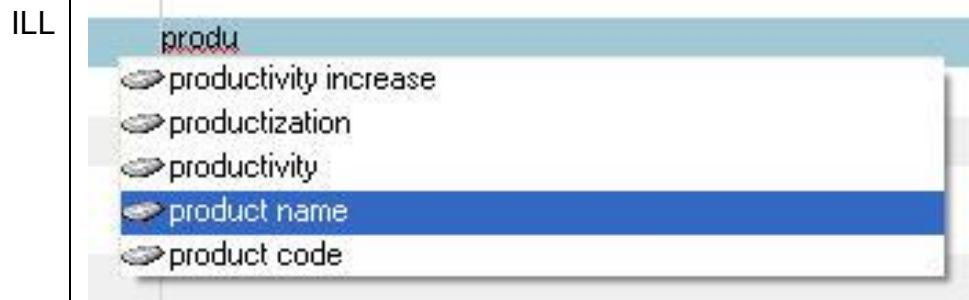 ILL
produ
productivity increase
productization
productivity
product name
product code